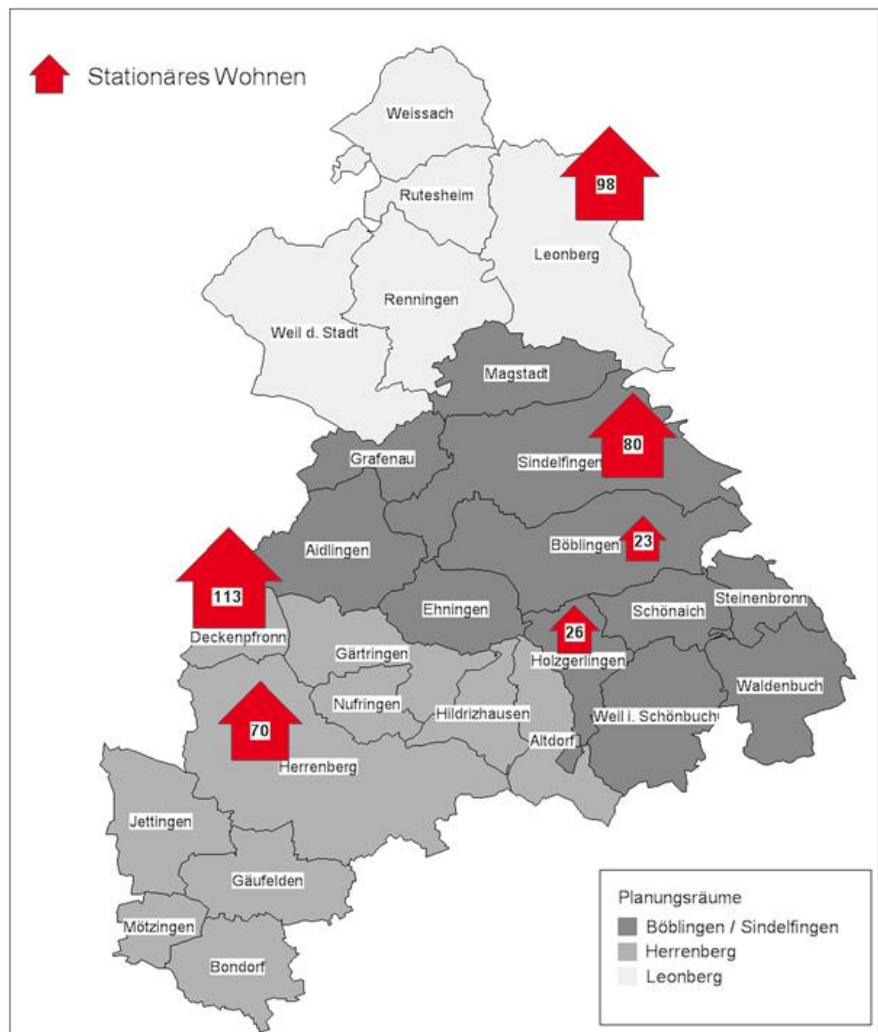 Stationäres Wohnen
Weissach
98
Rutesheim
Leonberg
Renningen
Weil d. Stadt
Magstadt
80
Grafenau
Sindelfingen
Aidlingen
Böblingen
23
113
Ehningen
Schönaich
Steinenbronn
Deckenpfronn
26
Gärtringen
Holzgerlingen
Waldenbuch
Nufringen
Hildrizhausen
Weil i. Schönbuch
70
Altdorf
Herrenberg
Jettingen
Gäufelden
Mötzingen
Bondorf
Planungsräume
Böblingen / Sindelfingen
Herrenberg
Leonberg